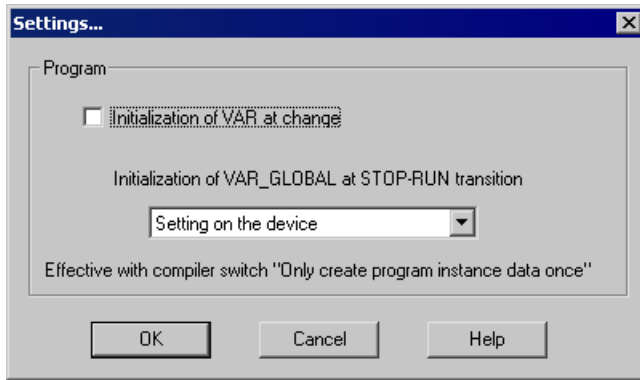 Settings...
Program
Initialization of VAR at change
Initialization of VAR_GLOBAL at STOP-RUN transition
Setting on the device
Effective with compiler switch "Only create program instance data once"
OK Cancel Help